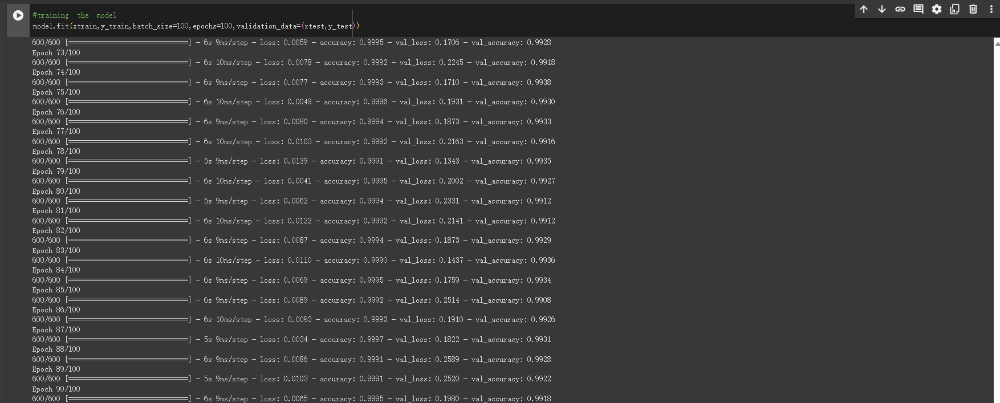 #training the model
model.fit(xtrain,y_train,batch_size=100,epochs=100,validation_data=(xtest,y_test))
600/600 [==============================] - 6s 9ms/step - loss: 0.0059 - accuracy: 0.9995 - val_loss: 0.1706 - val_accuracy: 0.9928
Epoch 73/100
600/600 [==============================] - 6s 10ms/step - loss: 0.0078 - accuracy: 0.9992 - val_loss: 0.2245 - val_accuracy: 0.9918
Epoch 74/100
600/600 [==============================] - 6s 9ms/step - loss: 0.0077 - accuracy: 0.9993 - val_loss: 0.1710 - val_accuracy: 0.9938
Epoch 75/100
600/600 [==============================] - 6s 10ms/step - loss: 0.0049 - accuracy: 0.9996 - val_loss: 0.1931 - val_accuracy: 0.9930
Epoch 76/100
600/600 [==============================] - 6s 9ms/step - loss: 0.0080 - accuracy: 0.9994 - val_loss: 0.1873 - val_accuracy: 0.9933
Epoch 77/100
600/600 [==============================] - 6s 10ms/step - loss: 0.0103 - accuracy: 0.9992 - val_loss: 0.2163 - val_accuracy: 0.9916
Epoch 78/100
600/600 [==============================] - 5s 9ms/step - loss: 0.0139 - accuracy: 0.9991 - val_loss: 0.1343 - val_accuracy: 0.9935
Epoch 79/100
600/600 [==============================] - 6s 10ms/step - loss: 0.0041 - accuracy: 0.9995 - val_loss: 0.2002 - val_accuracy: 0.9927
Epoch 80/100
600/600 [==============================] - 5s 9ms/step - loss: 0.0062 - accuracy: 0.9994 - val_loss: 0.2331 - val_accuracy: 0.9912
Epoch 81/100
600/600 [==============================] - 6s 10ms/step - loss: 0.0122 - accuracy: 0.9992 - val_loss: 0.2141 - val_accuracy: 0.9912
Epoch 82/100
600/600 [==============================] - 6s 9ms/step - loss: 0.0087 - accuracy: 0.9994 - val_loss: 0.1873 - val_accuracy: 0.9929
Epoch 83/100
600/600 [==============================] - 6s 10ms/step - loss: 0.0110 - accuracy: 0.9990 - val_loss: 0.1437 - val_accuracy: 0.9936
Epoch 84/100
600/600 [==============================] - 6s 9ms/step - loss: 0.0069 - accuracy: 0.9995 - val_loss: 0.1759 - val_accuracy: 0.9934
Epoch 85/100
600/600 [==============================] - 6s 9ms/step - loss: 0.0089 - accuracy: 0.9992 - val_loss: 0.2514 - val_accuracy: 0.9908
Epoch 86/100
600/600 [==============================] - 6s 10ms/step - loss: 0.0093 - accuracy: 0.9993 - val_loss: 0.1910 - val_accuracy: 0.9926
Epoch 87/100
600/600 [==============================] - 5s 9ms/step - loss: 0.0034 - accuracy: 0.9997 - val_loss: 0.1822 - val_accuracy: 0.9931
Epoch 88/100
600/600 [==============================] - 6s 9ms/step - loss: 0.0086 - accuracy: 0.9991 - val_loss: 0.2589 - val_accuracy: 0.9928
Epoch 89/100
600/600 [==============================] - 5s 9ms/step - loss: 0.0103 - accuracy: 0.9991 - val_loss: 0.2520 - val_accuracy: 0.9922
Epoch 90/100
600/600 [==============================] - 6s 9ms/step - loss: 0.0065 - accuracy: 0.9995 - val_loss: 0.1980 - val_accuracy: 0.9918